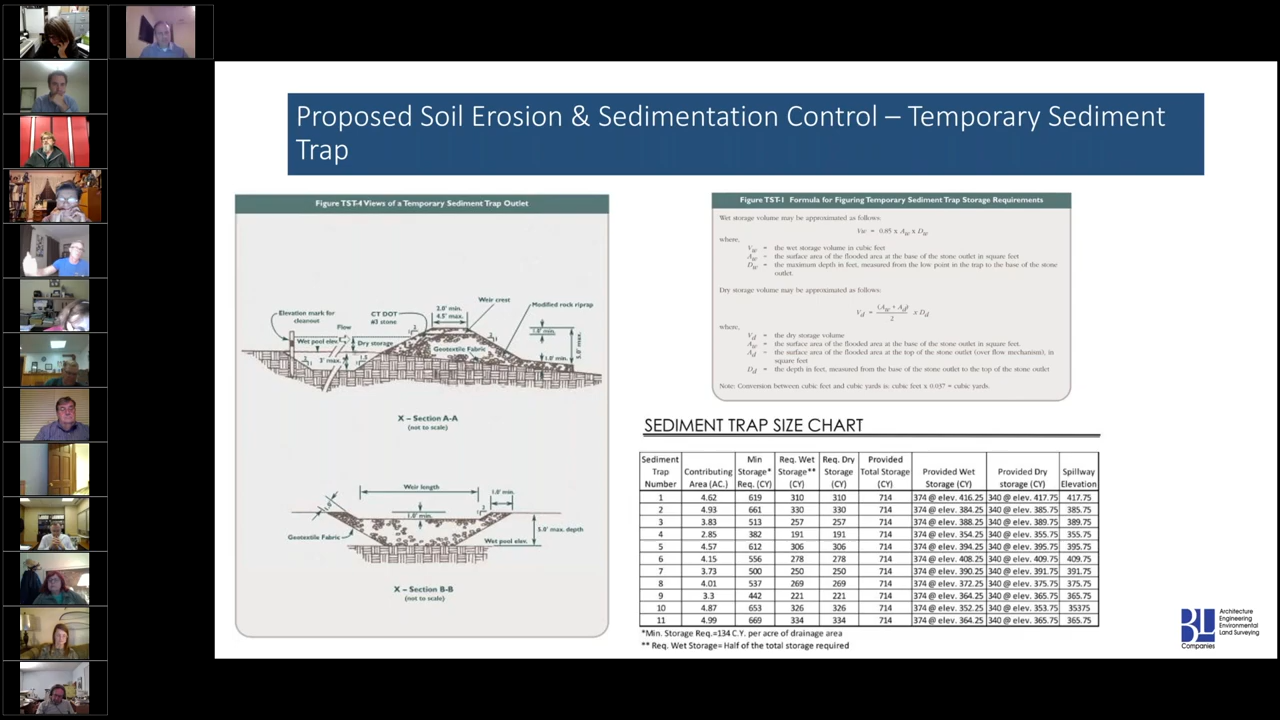 Proposed Soil Erosion & Sedimentation Control – Temporary Sediment
Trap
Figure TST-4 Views of a Temporary Sediment Trap Outlet
Elevation mark for
cleanout
Flow
Wet pool elev.
Dry storage
2' max.
CT DOT
#3 stone
2.0' min.
4.5' max.
Weir crest
Modified rock riprap
Geotextile Fabric
1.0' min.
5.0' max.
X – Section A-A
(not to scale)
Weir length
1.0' min.
1.0' min.
Geotextile Fabric
5.0' max. depth
Wet pool elev.
X – Section B-B
(not to scale)
Figure TST-1 Formula for Figuring Temporary Sediment Trap Storage Requirements
Wet storage volume may be approximated as follows:
Vw = 0.85 x Aw x Dw
where,
Vw = the wet storage volume in cubic feet
Aw = the surface area of the flooded area at the base of the stone outlet in square feet
Dw = the maximum depth in feet, measured from the low point in the trap to the base of the stone
outlet.
Dry storage volume may be approximated as follows:
Vd = (Aw + Ad) / 2 x Dd
where,
Vd = the dry storage volume
Aw = the surface area of the flooded area at the base of the stone outlet in square feet.
Ad = the surface area of the flooded area at the top of the stone outlet (over flow mechanism), in
square feet
Dd = the depth in feet, measured from the base of the stone outlet to the top of the stone outlet
Note: Conversion between cubic feet and cubic yards is: cubic feet x 0.037 = cubic yards.
SEDIMENT TRAP SIZE CHART
Sediment Trap Number | Contributing Area (AC.) | Min Storage* Req. (CY) | Req. Wet Storage** (CY) | Req. Dry Storage (CY) | Provided Total Storage (CY) | Provided Wet Storage (CY) | Provided Dry storage (CY) | Spillway Elevation
1 4.62 619 310 310 714 374 @ elev. 416.25 340 @ elev. 417.75 417.75
2 4.93 661 330 330 714 374 @ elev. 384.25 340 @ elev. 385.75 385.75
3 3.83 513 257 257 714 374 @ elev. 388.25 340 @ elev. 389.75 389.75
4 2.85 382 191 191 714 374 @ elev. 354.25 340 @ elev. 355.75 355.75
5 4.57 612 306 306 714 374 @ elev. 394.25 340 @ elev. 395.75 395.75
6 4.15 556 278 278 714 374 @ elev. 408.25 340 @ elev. 409.75 409.75
7 3.73 500 250 250 714 374 @ elev. 390.25 340 @ elev. 391.75 391.75
8 4.01 537 269 269 714 374 @ elev. 372.25 340 @ elev. 375.75 375.75
9 3.3 442 221 221 714 374 @ elev. 364.25 340 @ elev. 365.75 365.75
10 4.87 653 326 326 714 374 @ elev. 352.25 340 @ elev. 353.75 35375
11 4.99 669 334 334 714 374 @ elev. 364.25 340 @ elev. 365.75 365.75
*Min. Storage Req.=134 C.Y. per acre of drainage area
** Req. Wet Storage= Half of the total storage required
BL
Companies
Architecture
Engineering
Environmental
Land Surveying